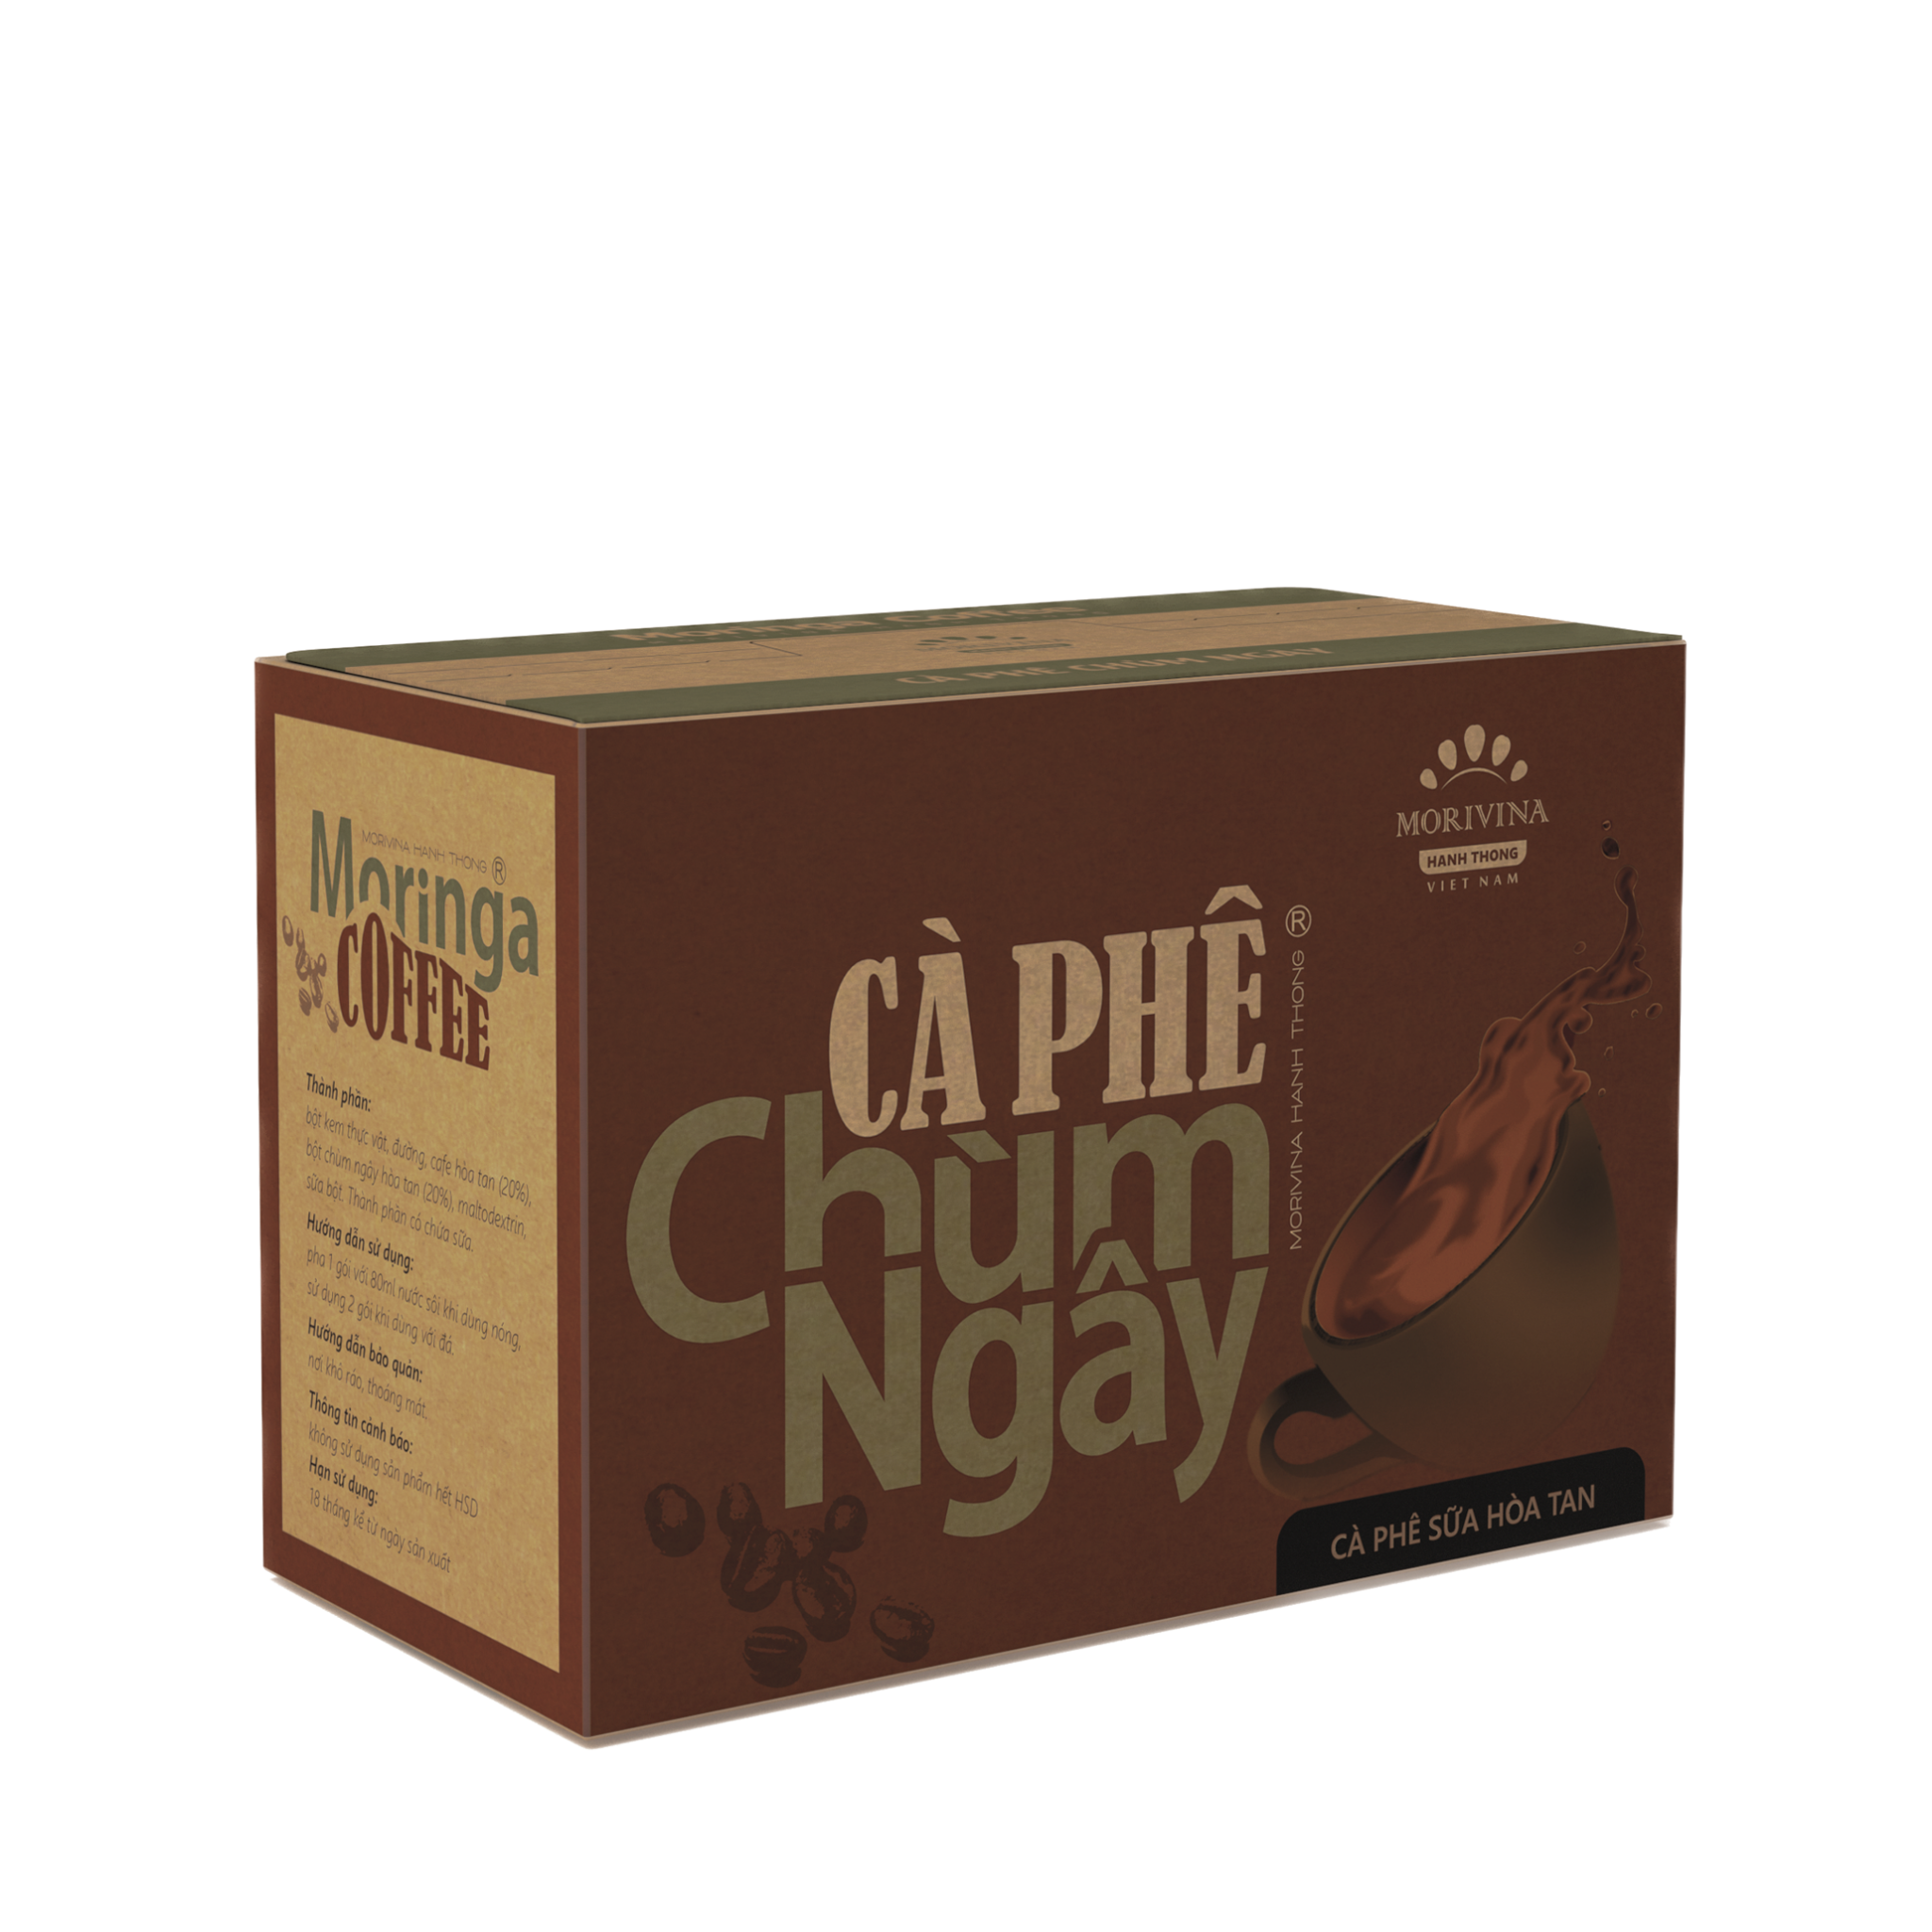 Moringa Coffee
CÀ PHÊ CHÙM NGÂY
MORIVINA HANH THONG ®
Moringa
COFFEE
Thành phần:
bột kem thực vật, đường, cafe hòa tan (20%),
bột chùm ngây hòa tan (20%), maltodextrin,
sữa bột. Thành phần có chứa sữa.
Hướng dẫn sử dụng:
pha 1 gói với 80ml nước sôi khi dùng nóng,
sử dụng 2 gói khi dùng với đá.
Hướng dẫn bảo quản:
nơi khô ráo, thoáng mát.
Thông tin cảnh báo:
không sử dụng sản phẩm hết HSD
Hạn sử dụng:
18 tháng kể từ ngày sản xuất
MORIVINA
HANH THONG
VIET NAM
CÀ PHÊ
Chùm
Ngây
MORIVINA HANH THONG ®
CÀ PHÊ SỮA HÒA TAN